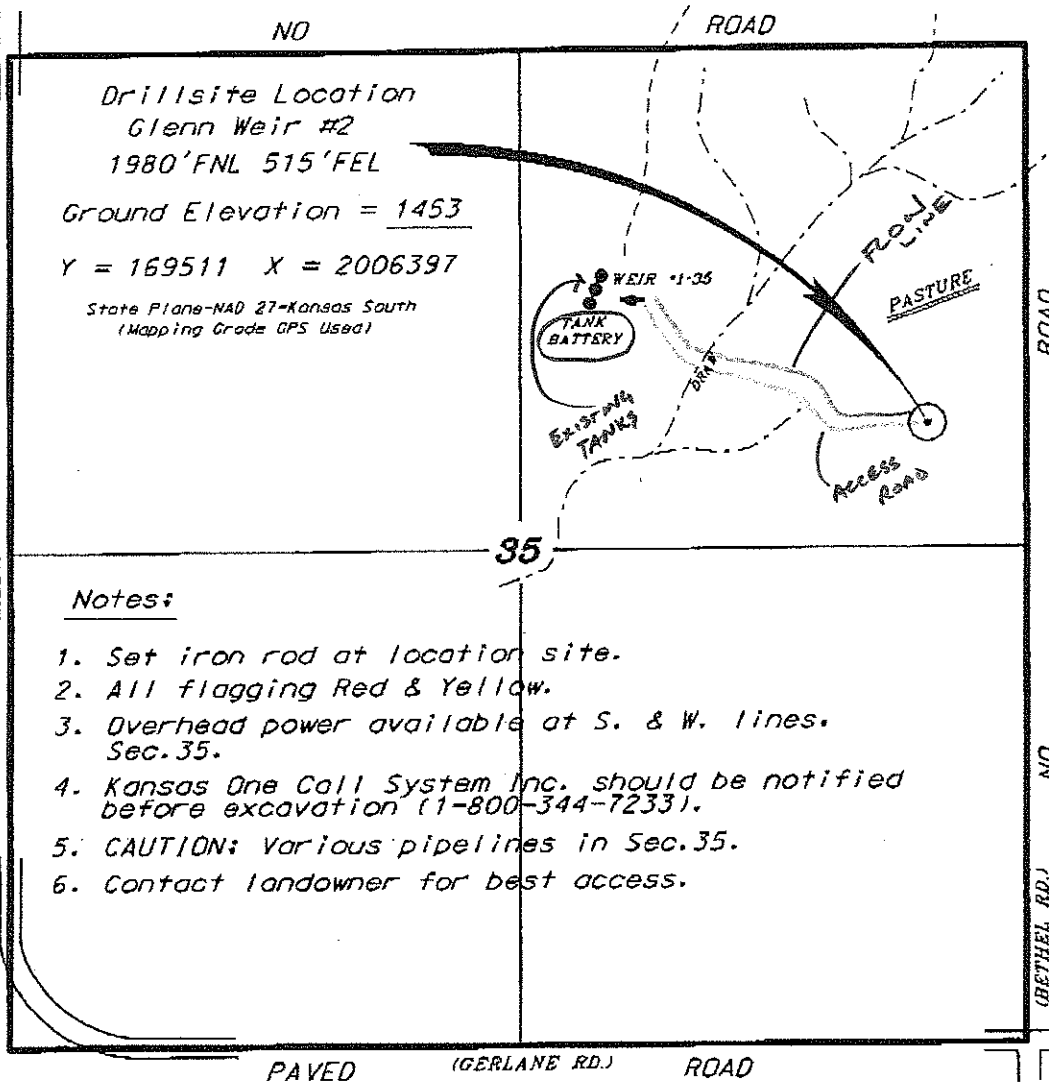 NO ROAD
Drillsite Location
Glenn Weir #2
1980'FNL 515'FEL
Ground Elevation = 1453
Y = 169511 X = 2006397
State Plane-NAD 27-Kansas South
(Mapping Grade GPS Used)
FLOW
LINE
WEIR #1-35
PASTURE
TANK
BATTERY
DRAW
EXISTING
TANKS
ACCESS
ROAD
ROAD
35
Notes:
1. Set iron rod at location site.
2. All flagging Red & Yellow.
3. Overhead power available at S. & W. lines.
Sec.35.
4. Kansas One Call System Inc. should be notified
before excavation (1-800-344-7233).
5. CAUTION: Various pipelines in Sec.35.
6. Contact landowner for best access.
NO
(BETHEL RD.)
PAVED (GERLANE RD.) ROAD